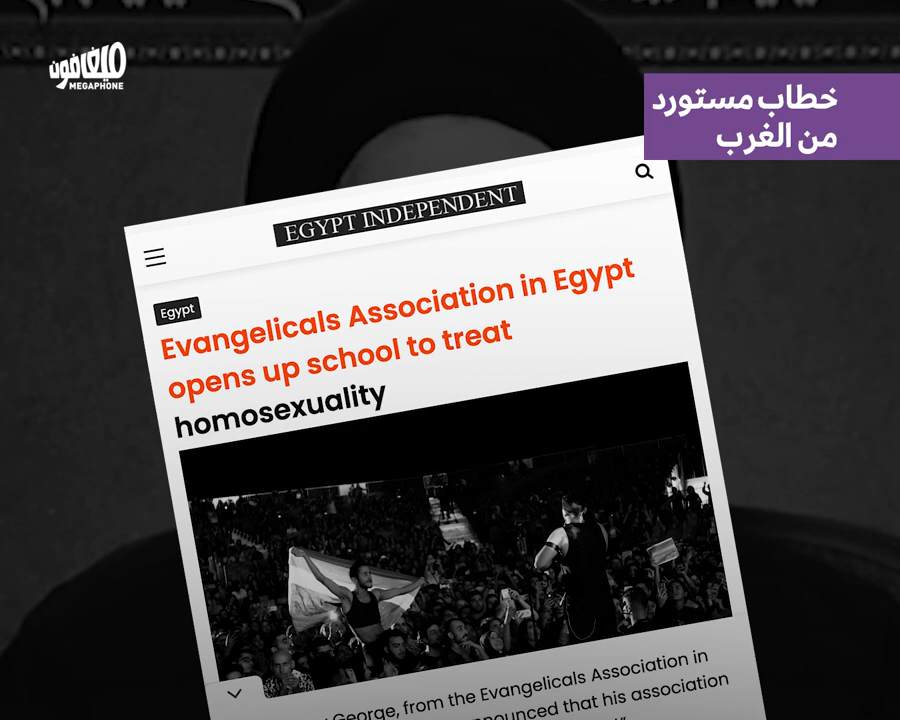 ميغافون
MEGAPHONE
خطاب مستورد
من الغرب
EGYPT INDEPENDENT
Egypt
Evangelicals Association in Egypt
opens up school to treat
homosexuality
George, from the Evangelicals Association in
announced that his association